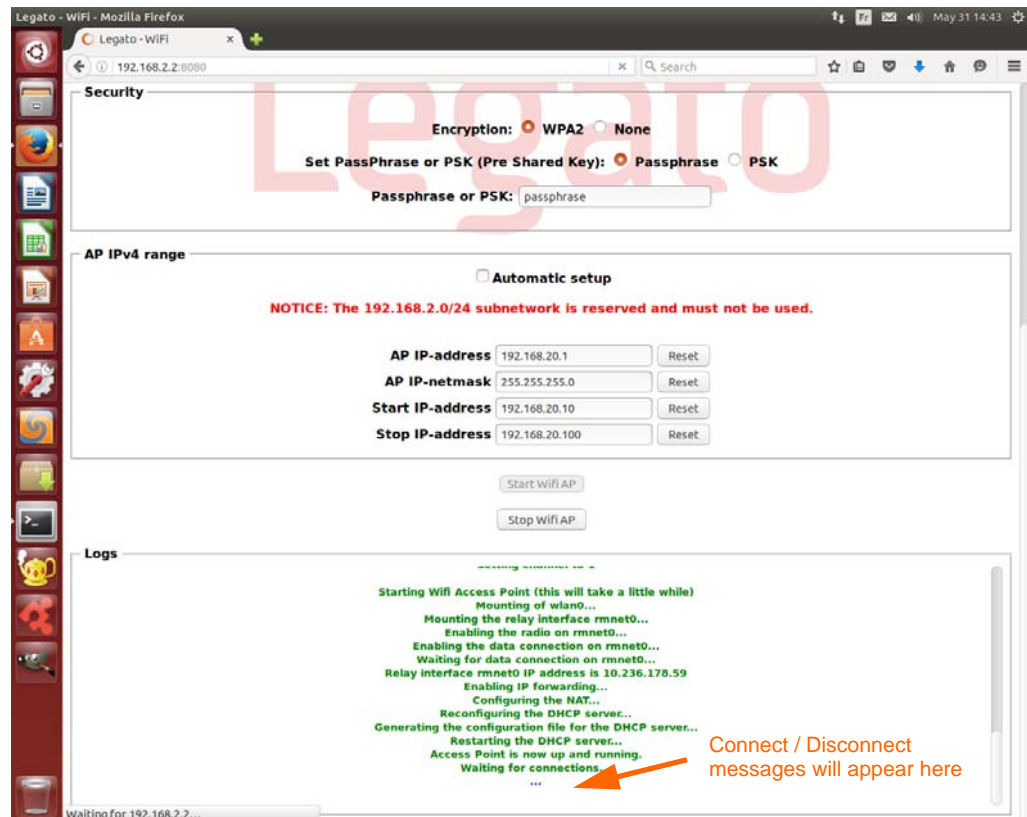 Legato - WiFi - Mozilla Firefox
Fr
May 31 14:43
Legato - WiFi
192.168.2.2:8080
Search
Legato
Security
Encryption: WPA2 None
Set PassPhrase or PSK (Pre Shared Key): Passphrase PSK
Passphrase or PSK: passphrase
AP IPv4 range
Automatic setup
NOTICE: The 192.168.2.0/24 subnetwork is reserved and must not be used.
AP IP-address 192.168.20.1 Reset
AP IP-netmask 255.255.255.0 Reset
Start IP-address 192.168.20.10 Reset
Stop IP-address 192.168.20.100 Reset
Start Wifi AP
Stop Wifi AP
Logs
Setting channel to 1
Starting Wifi Access Point (this will take a little while)
Mounting of wlan0...
Mounting the relay interface rmnet0...
Enabling the radio on rmnet0...
Enabling the data connection on rmnet0...
Waiting for data connection on rmnet0...
Relay interface rmnet0 IP address is 10.236.178.59
Enabling IP forwarding...
Configuring the NAT...
Reconfiguring the DHCP server...
Generating the configuration file for the DHCP server...
Restarting the DHCP server...
Access Point is now up and running.
Waiting for connections...
...
Connect / Disconnect
messages will appear here
Waiting for 192.168.2.2...